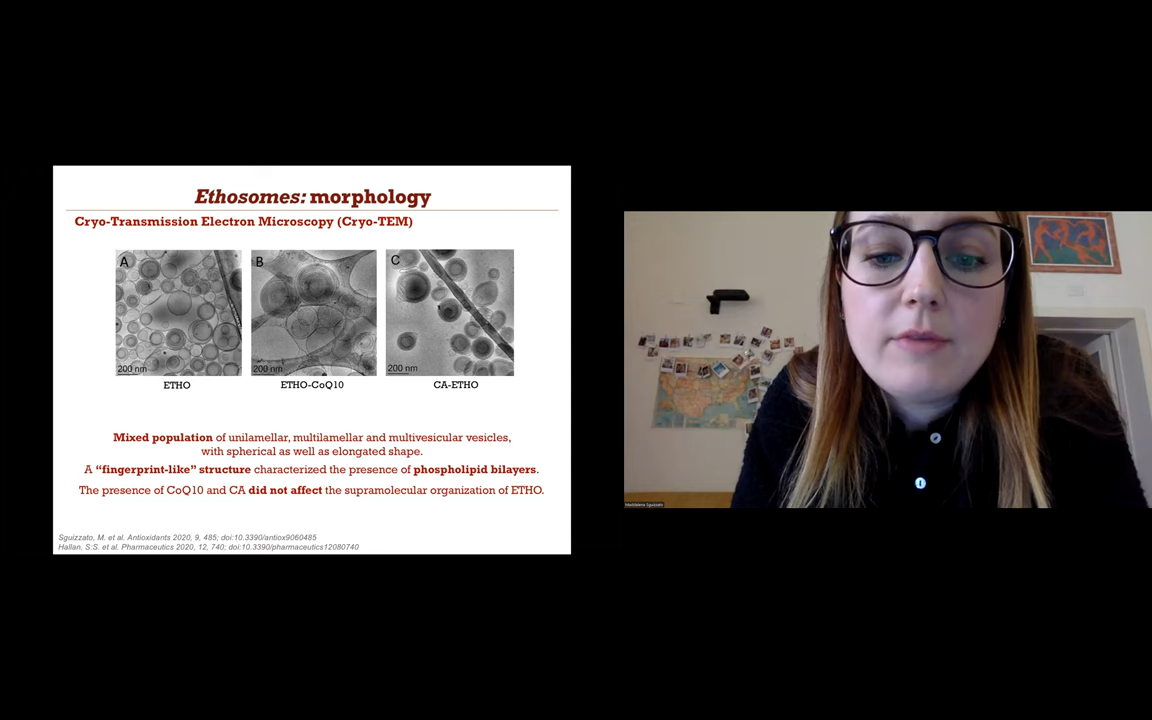 Ethosomes: morphology
Cryo-Transmission Electron Microscopy (Cryo-TEM)
A B C
200 nm 200 nm 200 nm
ETHO ETHO-CoQ10 CA-ETHO
Mixed population of unilamellar, multilamellar and multivesicular vesicles,
with spherical as well as elongated shape.
A “fingerprint-like” structure characterized the presence of phospholipid bilayers.
The presence of CoQ10 and CA did not affect the supramolecular organization of ETHO.
Sguizzato, M. et al. Antioxidants 2020, 9, 485; doi:10.3390/antiox9060485
Hallan, S:S. et al. Pharmaceutics 2020, 12, 740; doi:10.3390/pharmaceutics12080740
Maddalena Sguizzato